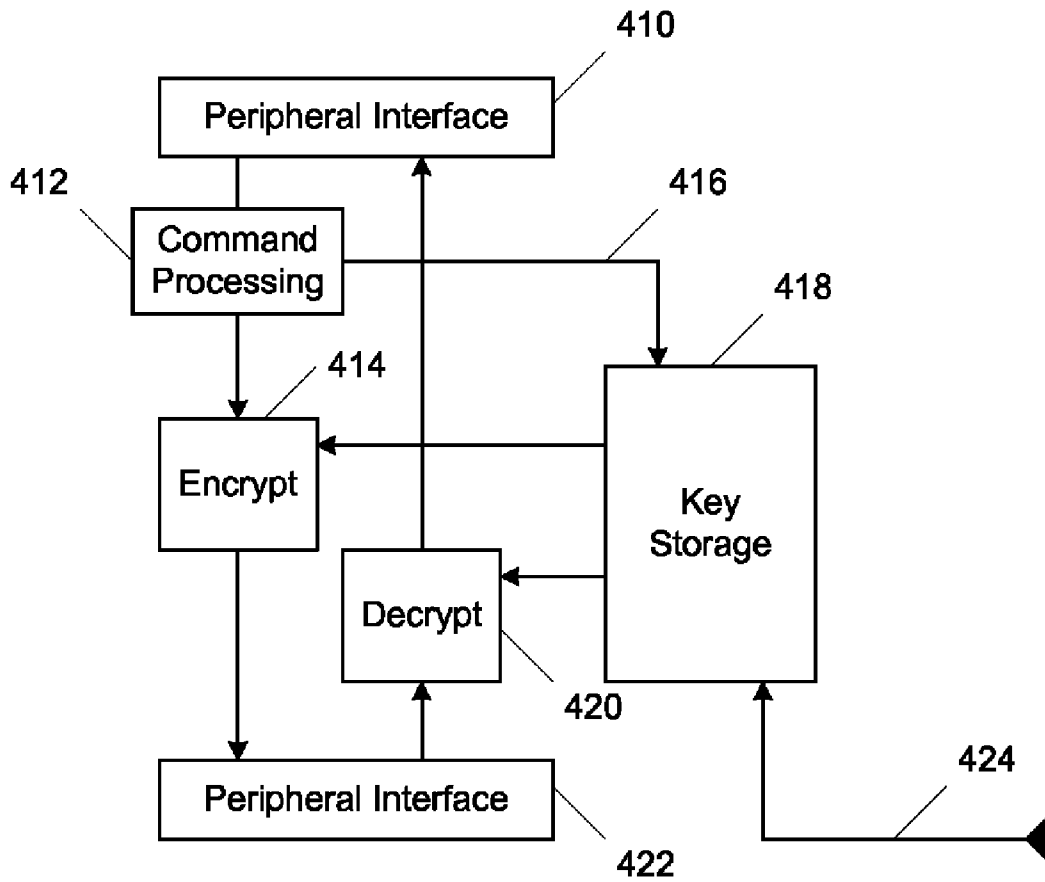 410
Peripheral Interface
412
416
Command
Processing
418
414
Encrypt
Key
Storage
Decrypt
420
424
Peripheral Interface
422